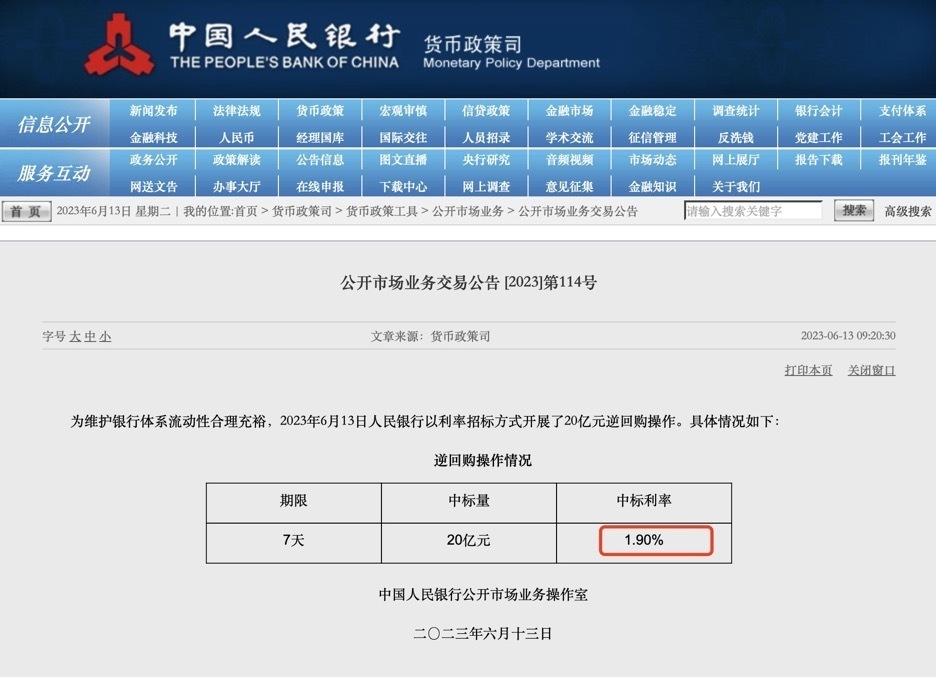 中国人民银行
THE PEOPLE'S BANK OF CHINA
货币政策司
Monetary Policy Department
信息公开
新闻发布 法律法规 货币政策 宏观审慎 信贷政策 金融市场 金融稳定 调查统计 银行会计 支付体系
金融科技 人民币 经理国库 国际交往 人员招录 学术交流 征信管理 反洗钱 党建工作 工会工作
服务互动
政务公开 政策解读 公告信息 图文直播 央行研究 音频视频 市场动态 网上展厅 报告下载 报刊年鉴
网送文告 办事大厅 在线申报 下载中心 网上调查 意见征集 金融知识 关于我们
首 页 2023年6月13日 星期二 | 我的位置:首页 > 货币政策司 > 货币政策工具 > 公开市场业务 > 公开市场业务交易公告 请输入搜索关键字 搜索 高级搜索
公开市场业务交易公告 [2023]第114号
字号 大 中 小 文章来源：货币政策司 2023-06-13 09:20:30
打印本页 关闭窗口
为维护银行体系流动性合理充裕，2023年6月13日人民银行以利率招标方式开展了20亿元逆回购操作。具体情况如下：
逆回购操作情况
期限 中标量 中标利率
7天 20亿元 1.90%
中国人民银行公开市场业务操作室
二〇二三年六月十三日